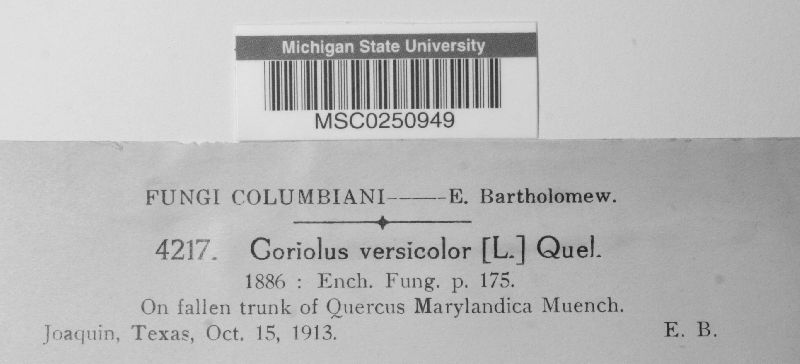 Michigan State University
MSC0250949
FUNGI COLUMBIANI——E. Bartholomew.
4217. Coriolus versicolor [L.] Quel.
1886 : Ench. Fung. p. 175.
On fallen trunk of Quercus Marylandica Muench.
Joaquin, Texas, Oct. 15, 1913. E. B.